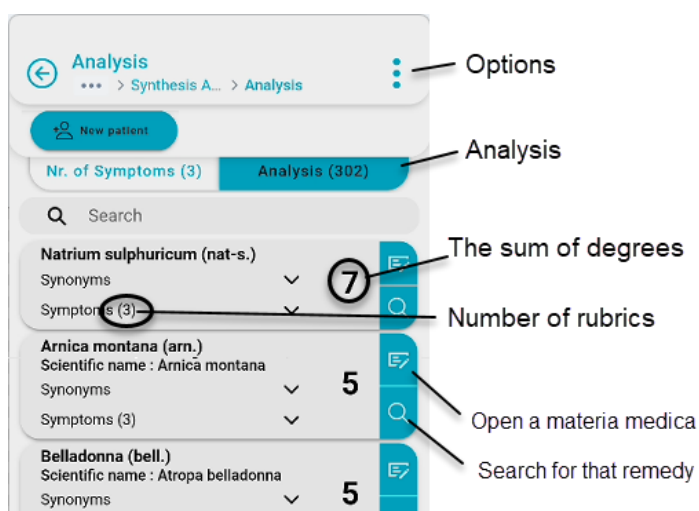 Analysis
Options
••• > Synthesis A... > Analysis
New patient
Analysis
Nr. of Symptoms (3)
Analysis (302)
Search
Natrium sulphuricum (nat-s.)
The sum of degrees
Synonyms
7
Symptoms (3)
Number of rubrics
Arnica montana (arn.)
Scientific name : Arnica montana
Synonyms
5
Symptoms (3)
Open a materia medica
Belladonna (bell.)
Search for that remedy
Scientific name : Atropa belladonna
Synonyms
5